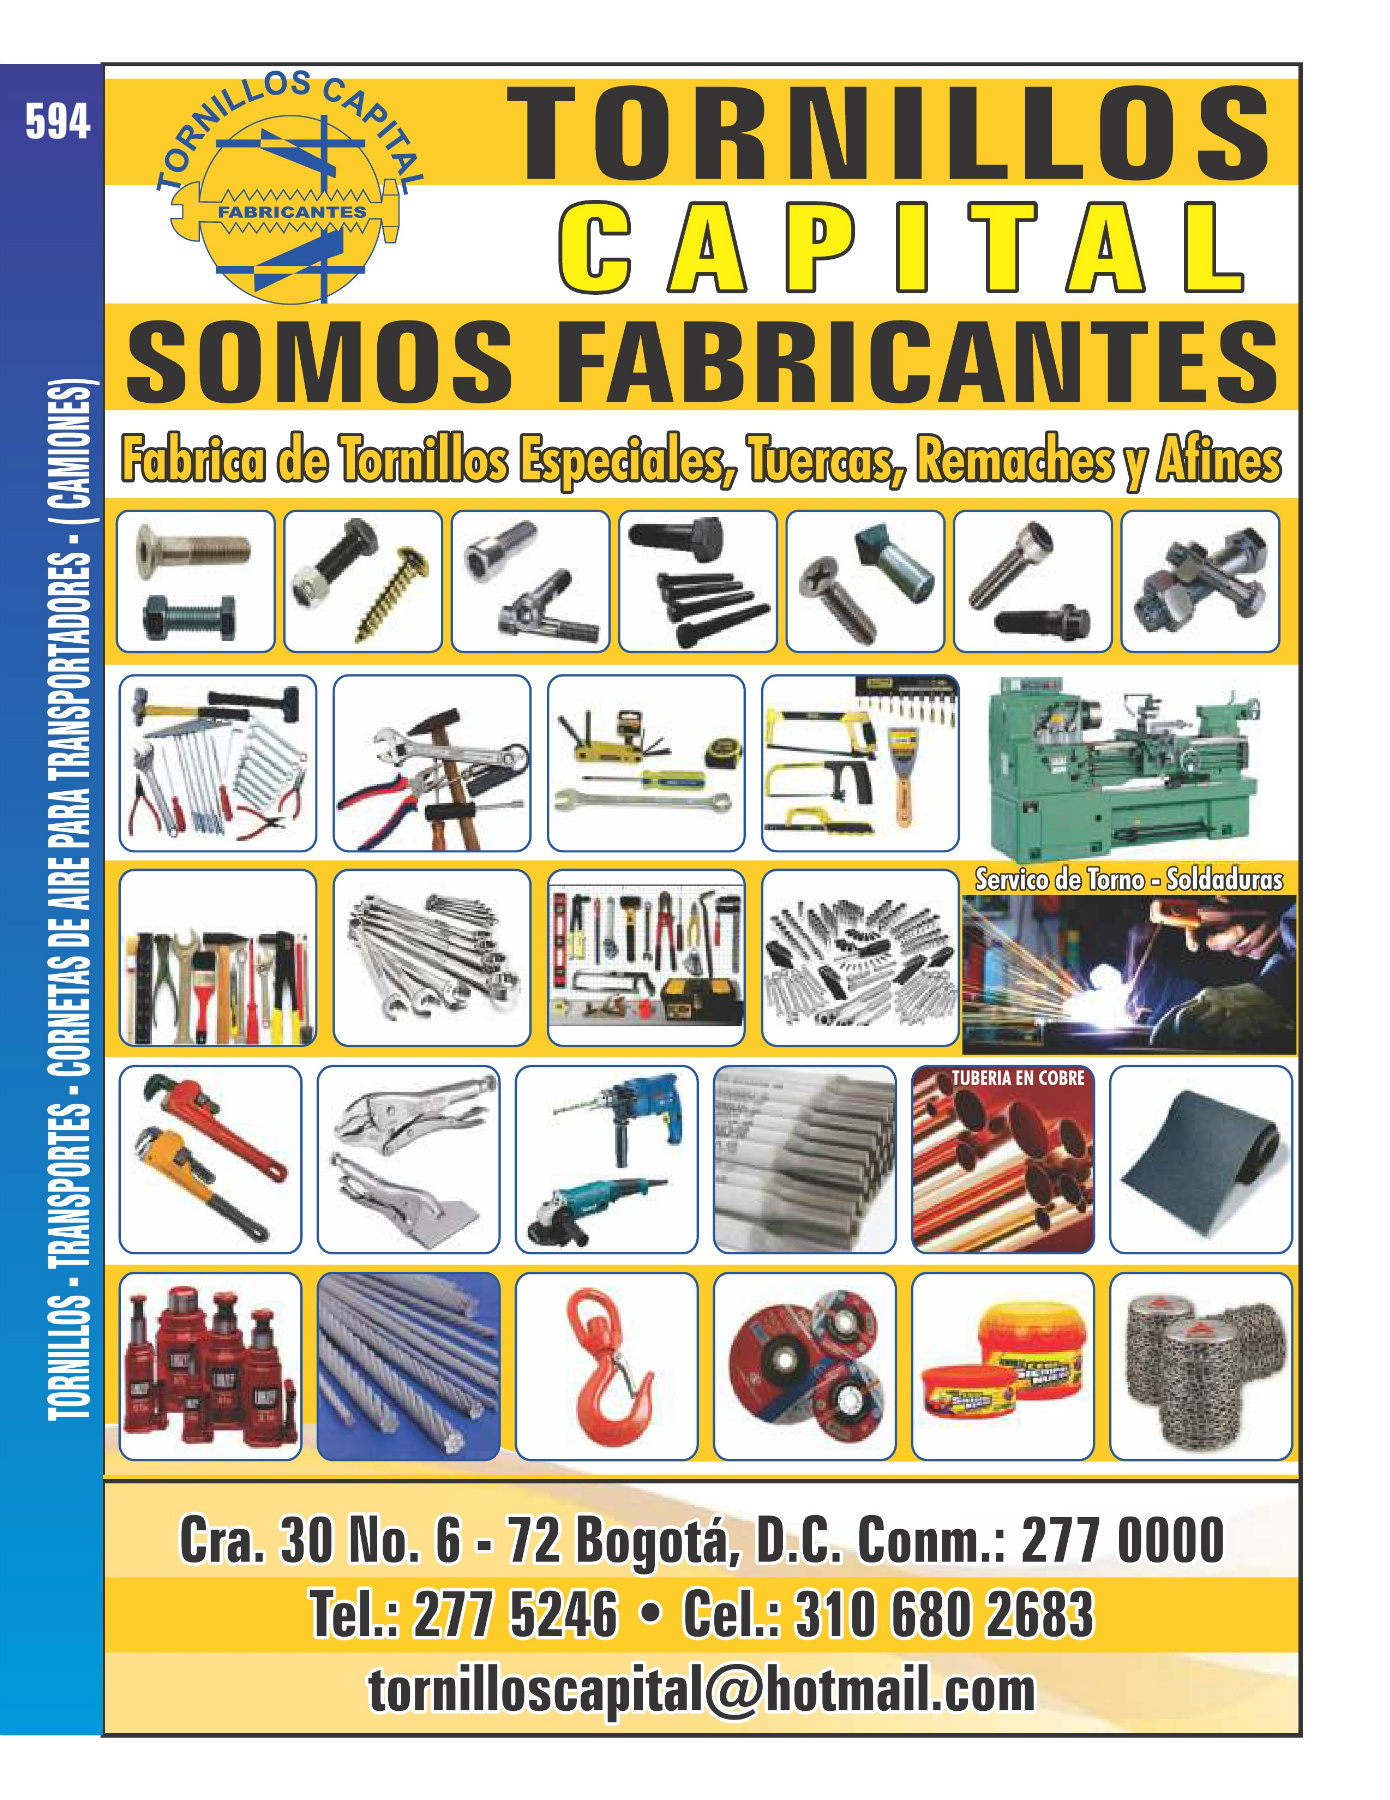 594
TORNILLOS - TRANSPORTES - CORNETAS DE AIRE PARA TRANSPORTADORES - ( CAMIONES)
TORNILLOS CAPITAL
FABRICANTES
TORNILLOS
CAPITAL
SOMOS FABRICANTES
Fabrica de Tornillos Especiales, Tuercas, Remaches y Afines
Servico de Torno - Soldaduras
TUBERIA EN COBRE
Cra. 30 No. 6 - 72 Bogotá, D.C. Conm.: 277 0000
Tel.: 277 5246 • Cel.: 310 680 2683
tornilloscapital@hotmail.com